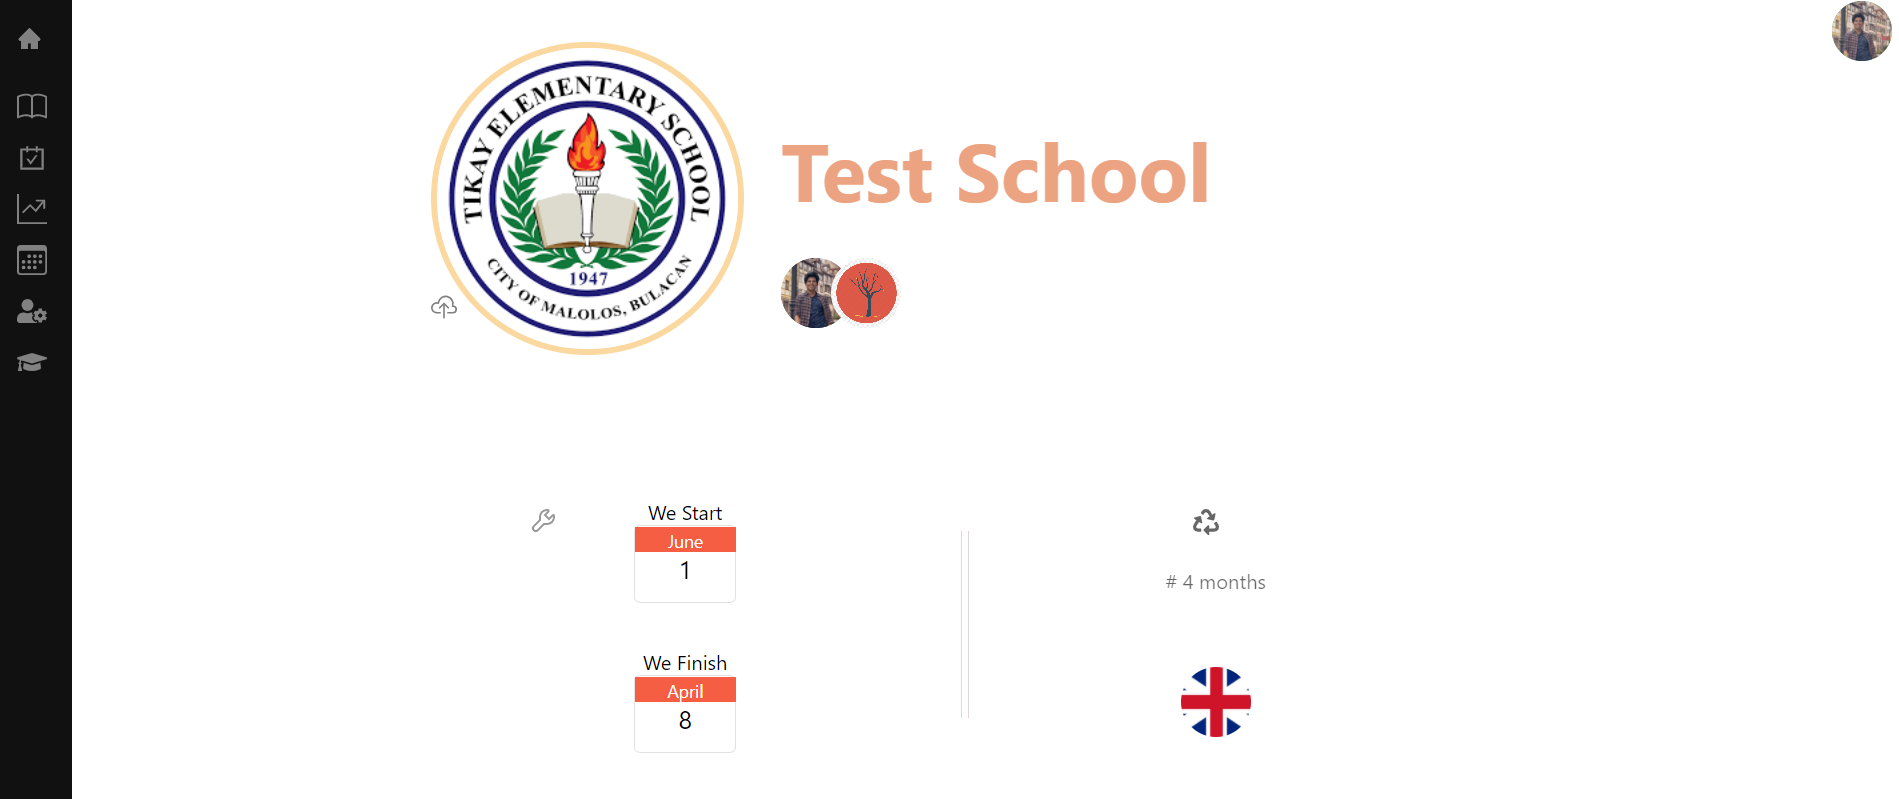 TIKAY ELEMENTARY SCHOOL
1947
CITY OF MALOLOS, BULACAN
Test School
We Start
June
1
We Finish
April
8
# 4 months